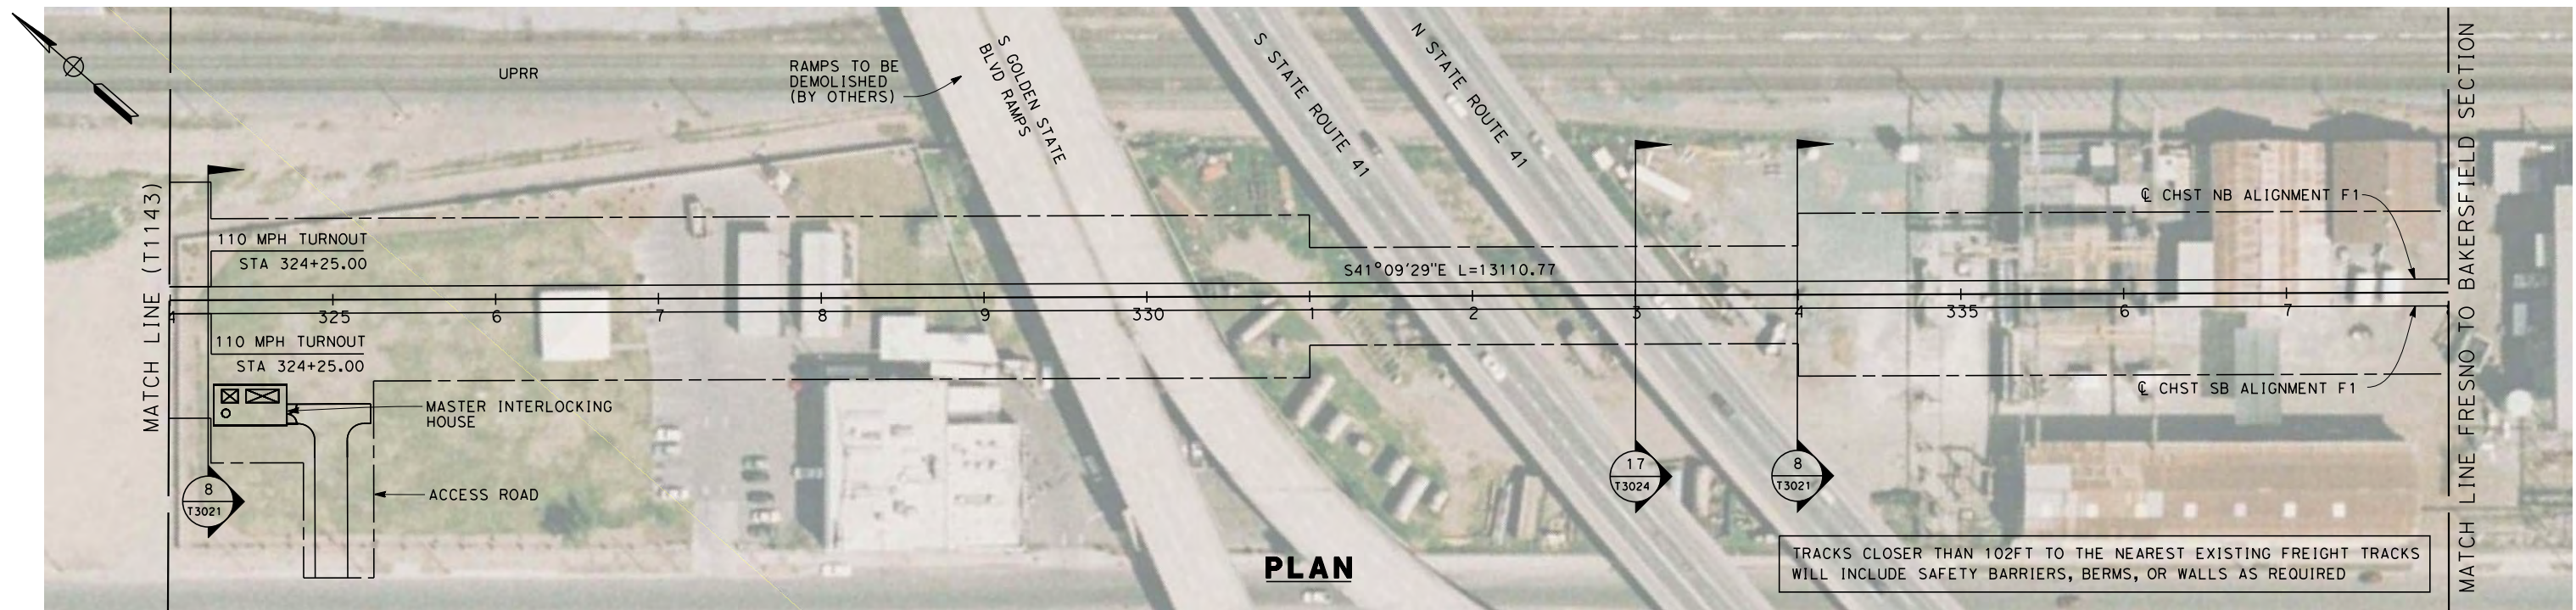 UPRR
RAMPS TO BE
DEMOLISHED
(BY OTHERS)
S GOLDEN STATE
BLVD RAMPS
S STATE ROUTE 41
N STATE ROUTE 41
MATCH LINE (T1143)
110 MPH TURNOUT
STA 324+25.00
℄ CHST NB ALIGNMENT F1
S41°09'29"E L=13110.77
4 325 6 7 8 9 330 1 2 3 4 335 6 7
110 MPH TURNOUT
STA 324+25.00
℄ CHST SB ALIGNMENT F1
MASTER INTERLOCKING
HOUSE
ACCESS ROAD
8
T3021
17
T3024
8
T3021
PLAN
TRACKS CLOSER THAN 102FT TO THE NEAREST EXISTING FREIGHT TRACKS
WILL INCLUDE SAFETY BARRIERS, BERMS, OR WALLS AS REQUIRED
MATCH LINE FRESNO TO BAKERSFIELD SECTION